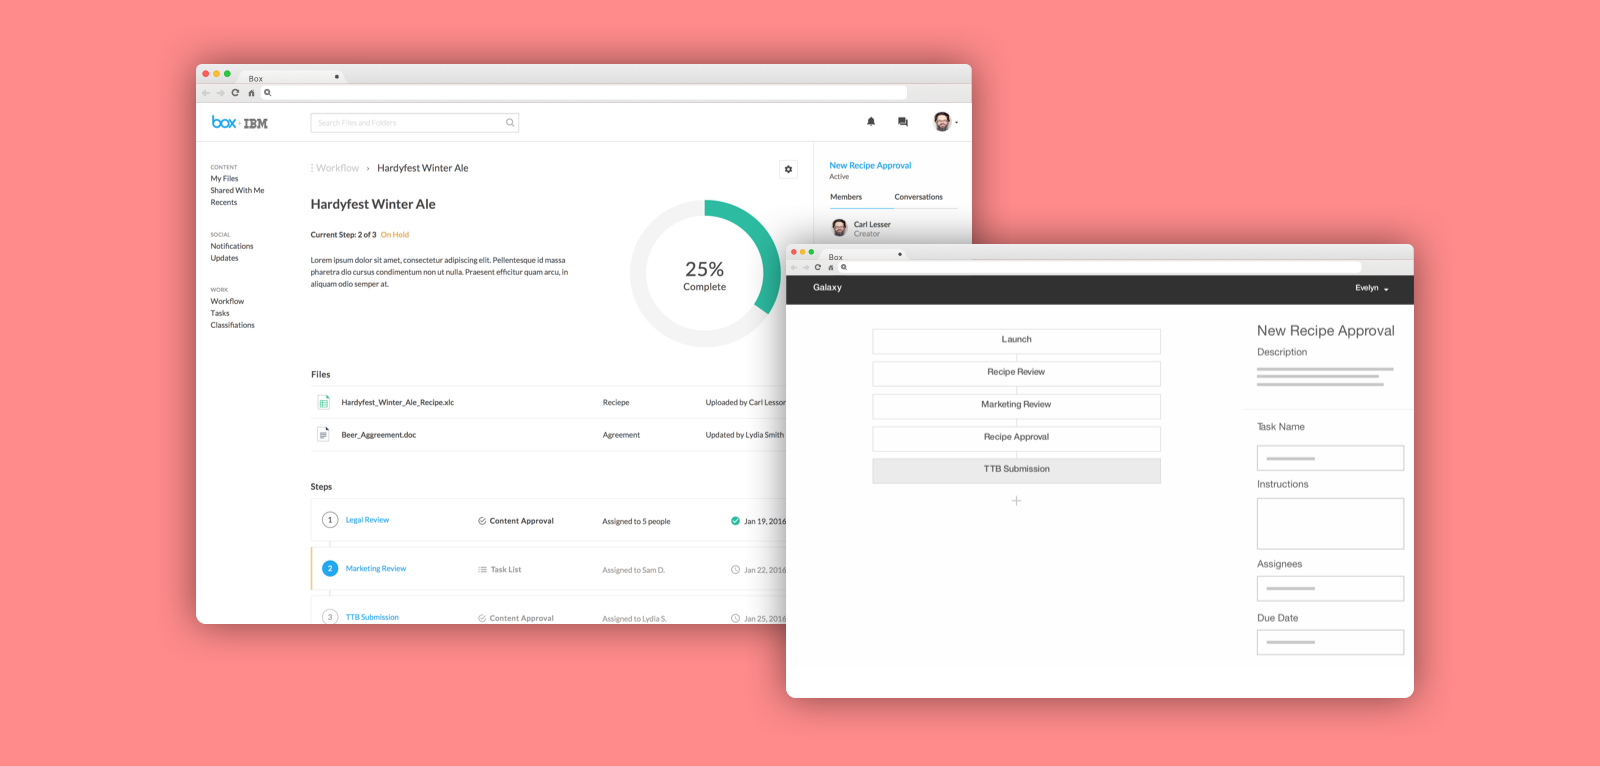 Box
box + IBM
Search Files and Folders
CONTENT
My Files
Shared With Me
Recents
SOCIAL
Notifications
Updates
WORK
Workflow
Tasks
Classifiations
Workflow › Hardyfest Winter Ale
Hardyfest Winter Ale
Current Step: 2 of 3 On Hold
Lorem ipsum dolor sit amet, consectetur adipiscing elit. Pellentesque id massa
pharetra dio cursus condimentum non ut nulla. Praesent efficitur quam arcu, in
aliquam odio semper at.
25%
Complete
Files
Hardyfest_Winter_Ale_Recipe.xlc Reciepe Uploaded by Carl Lesser
Beer_Aggreement.doc Agreement Updated by Lydia Smith
Steps
1 Legal Review Content Approval Assigned to 5 people Jan 19, 2016
2 Marketing Review Task List Assigned to Sam D. Jan 22, 2016
3 TTB Submission Content Approval Assigned to Lydia S. Jan 25, 2016
New Recipe Approval
Active
Members Conversations
Carl Lesser
Creator
Box
Galaxy Evelyn
Launch
Recipe Review
Marketing Review
Recipe Approval
TTB Submission
+
New Recipe Approval
Description
Task Name
Instructions
Assignees
Due Date